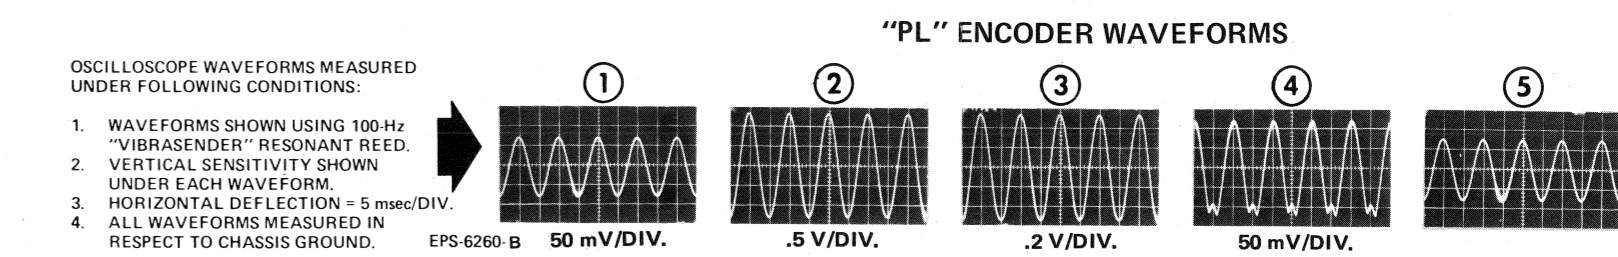 "PL" ENCODER WAVEFORMS
OSCILLOSCOPE WAVEFORMS MEASURED
UNDER FOLLOWING CONDITIONS:
1. WAVEFORMS SHOWN USING 100-Hz
"VIBRASENDER" RESONANT REED.
2. VERTICAL SENSITIVITY SHOWN
UNDER EACH WAVEFORM.
3. HORIZONTAL DEFLECTION = 5 msec/DIV.
4. ALL WAVEFORMS MEASURED IN
RESPECT TO CHASSIS GROUND.
EPS-6260-B
1
2
3
4
5
50 mV/DIV.
.5 V/DIV.
.2 V/DIV.
50 mV/DIV.